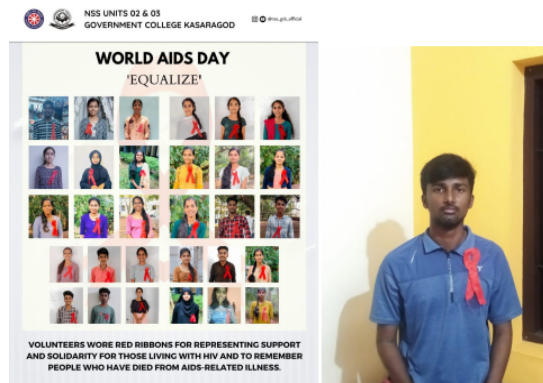 NSS UNITS 02 & 03
GOVERNMENT COLLEGE KASARAGOD
@nss_gck_official
WORLD AIDS DAY
'EQUALIZE'
VOLUNTEERS WORE RED RIBBONS FOR REPRESENTING SUPPORT
AND SOLIDARITY FOR THOSE LIVING WITH HIV AND TO REMEMBER
PEOPLE WHO HAVE DIED FROM AIDS-RELATED ILLNESS.